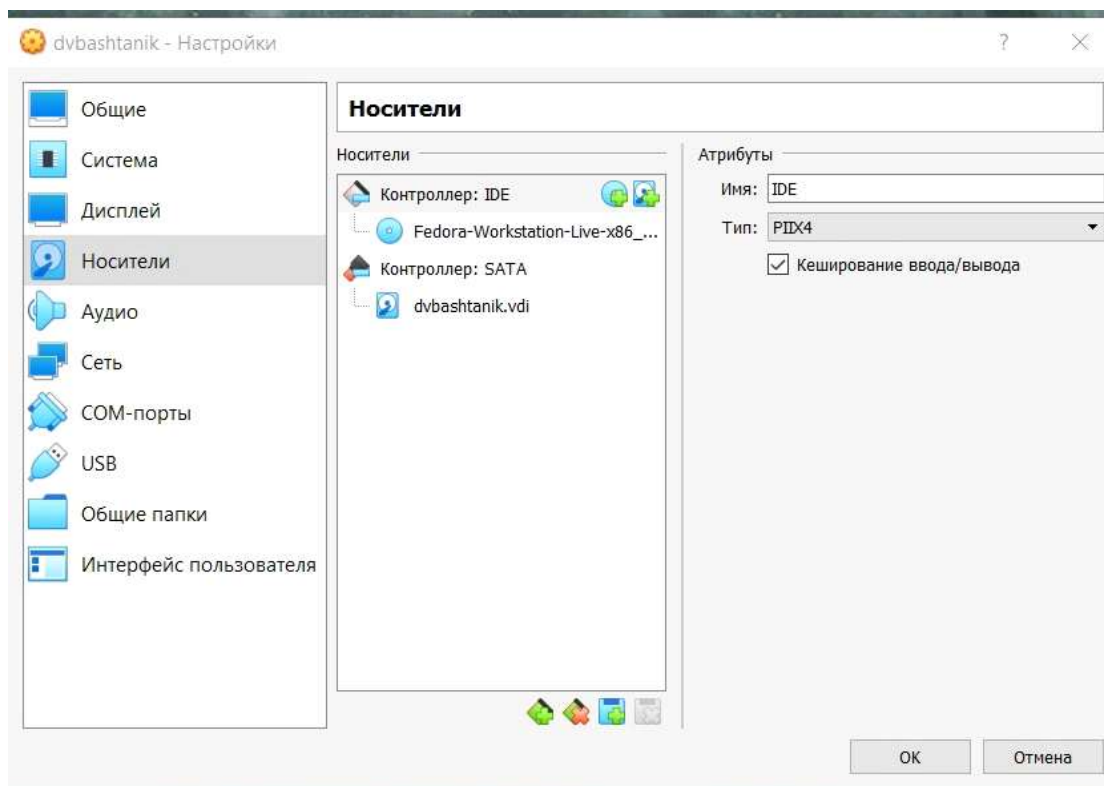 dvbashtanik - Настройки
?
Общие
Система
Дисплей
Носители
Аудио
Сеть
COM-порты
USB
Общие папки
Интерфейс пользователя
Носители
Носители
Контроллер: IDE
Fedora-Workstation-Live-x86_...
Контроллер: SATA
dvbashtanik.vdi
Атрибуты
Имя: IDE
Тип: PIIX4
Кеширование ввода/вывода
OK
Отмена